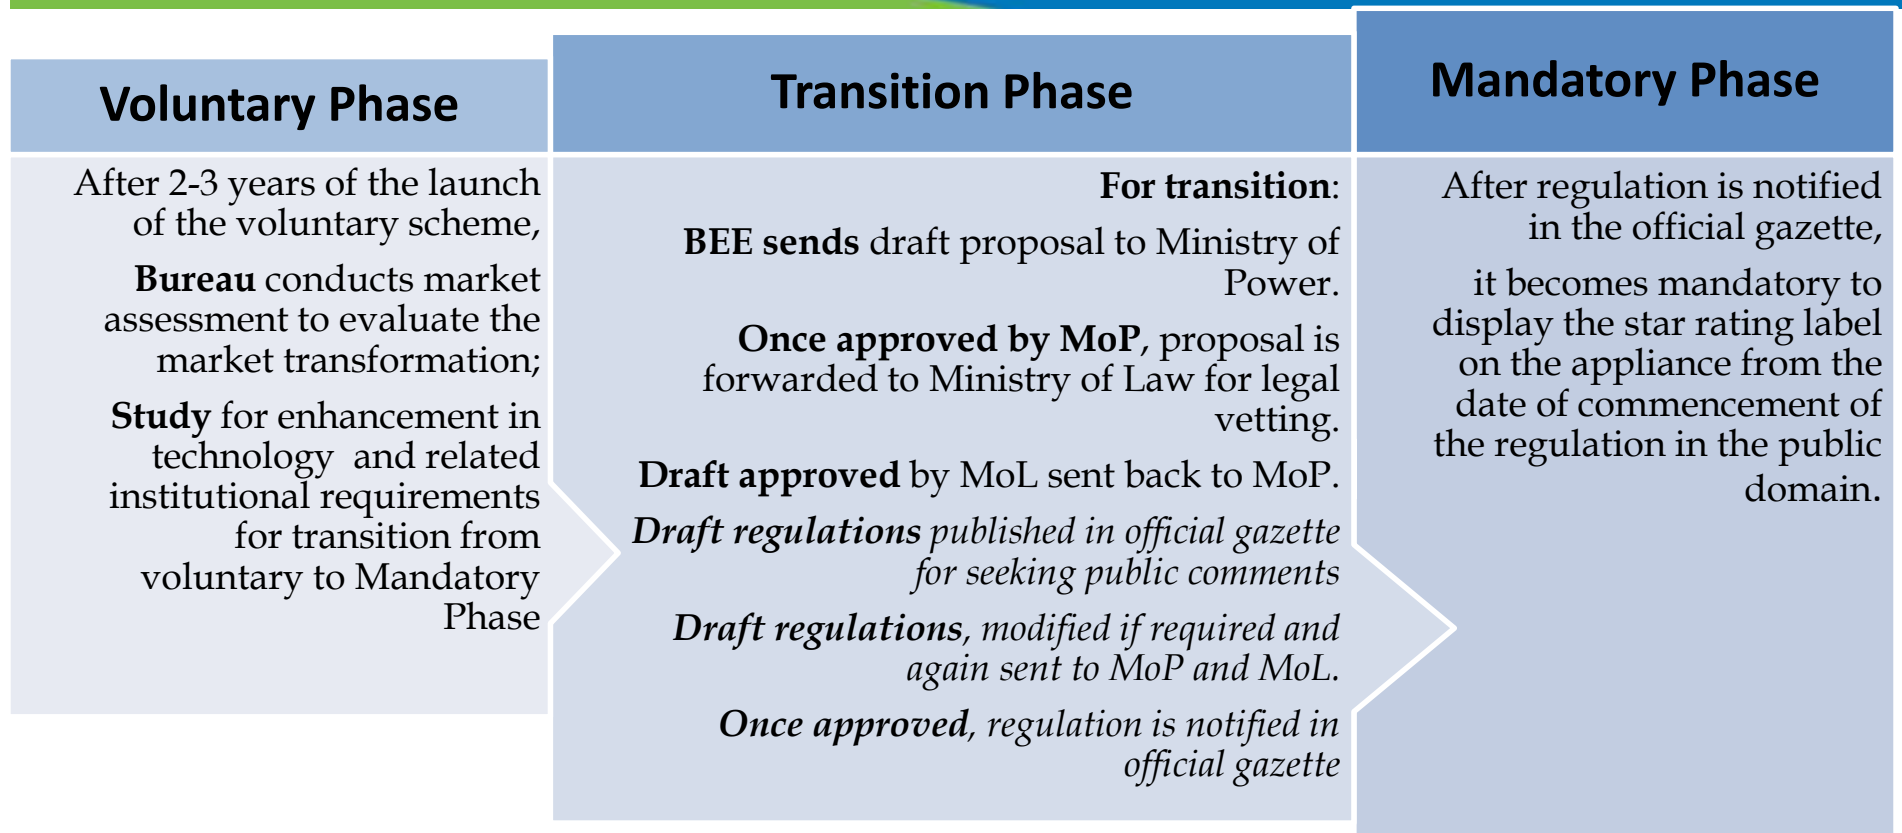 Voluntary Phase
After 2-3 years of the launch
of the voluntary scheme,
Bureau conducts market
assessment to evaluate the
market transformation;
Study for enhancement in
technology and related
institutional requirements
for transition from
voluntary to Mandatory
Phase
Transition Phase
For transition:
BEE sends draft proposal to Ministry of
Power.
Once approved by MoP, proposal is
forwarded to Ministry of Law for legal
vetting.
Draft approved by MoL sent back to MoP.
Draft regulations published in official gazette
for seeking public comments
Draft regulations, modified if required and
again sent to MoP and MoL.
Once approved, regulation is notified in
official gazette
Mandatory Phase
After regulation is notified
in the official gazette,
it becomes mandatory to
display the star rating label
on the appliance from the
date of commencement of
the regulation in the public
domain.